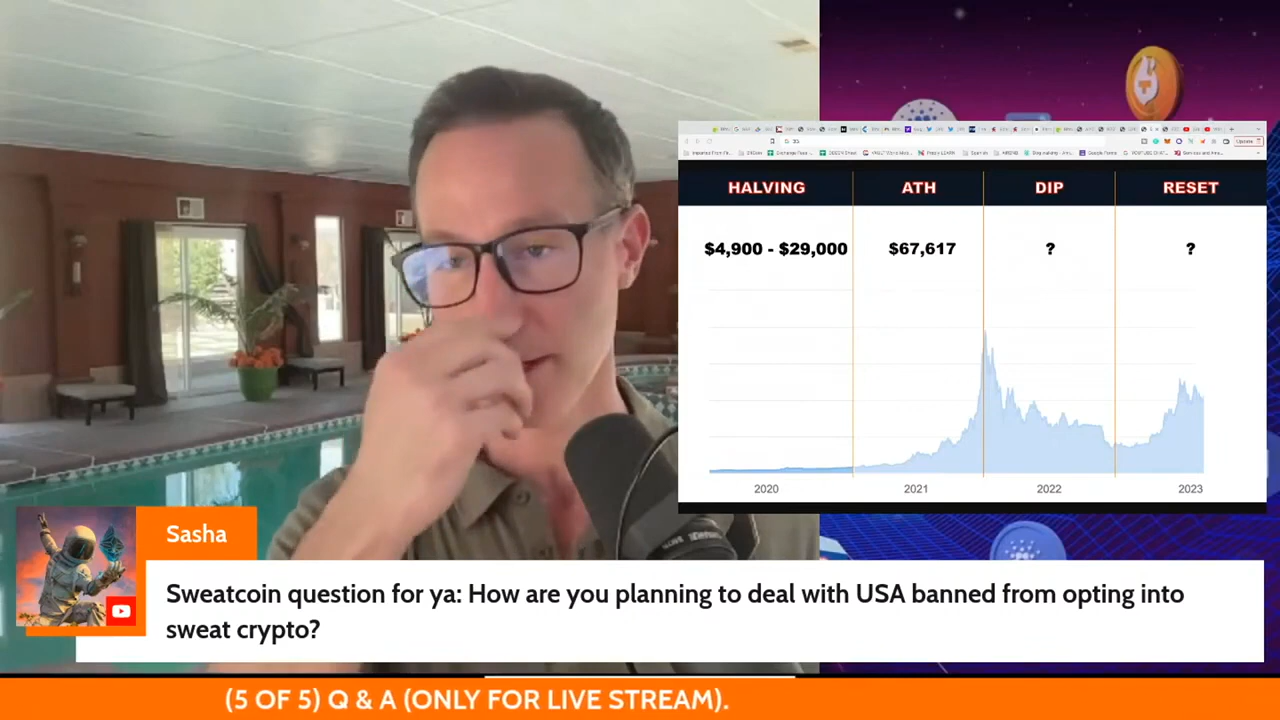 HALVING
ATH
DIP
RESET
$4,900 - $29,000
$67,617
?
?
2020
2021
2022
2023
Sasha
Sweatcoin question for ya: How are you planning to deal with USA banned from opting into
sweat crypto?
(5 OF 5) Q & A (ONLY FOR LIVE STREAM).